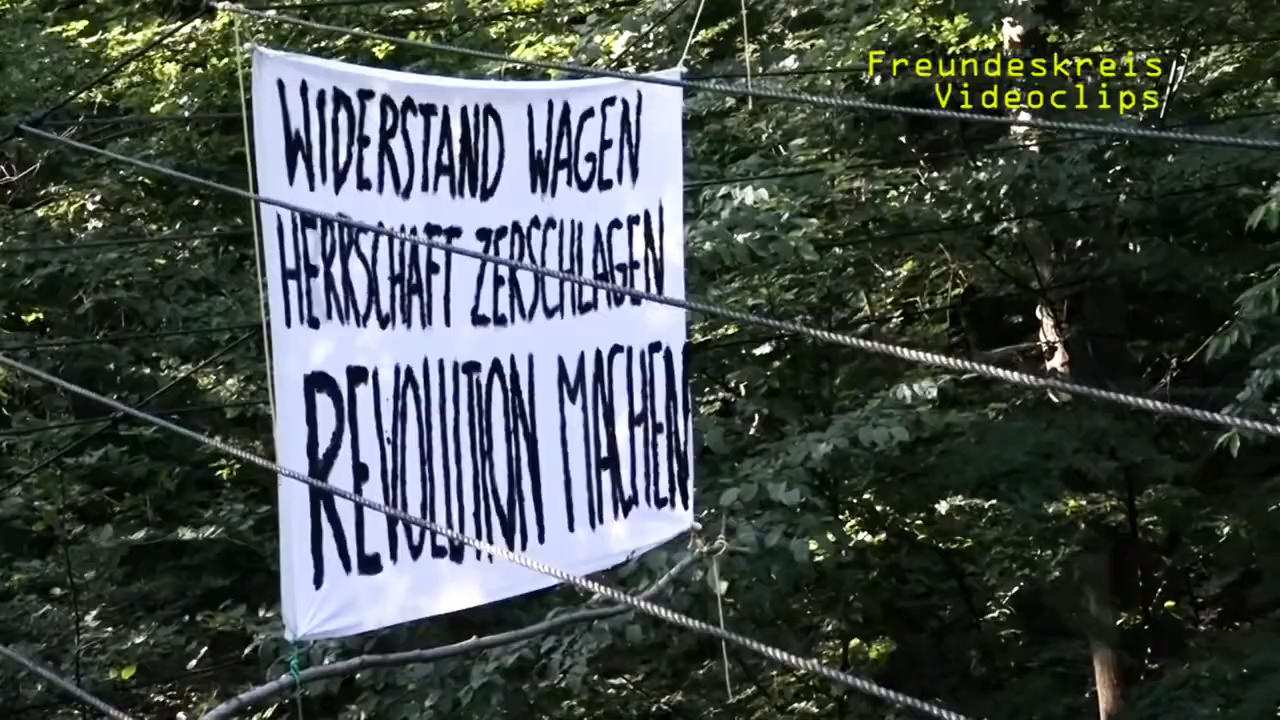 WIDERSTAND WAGEN
HERRSCHAFT ZERSCHLAGEN
REVOLUTION MACHEN
Freundeskreis
Videoclips